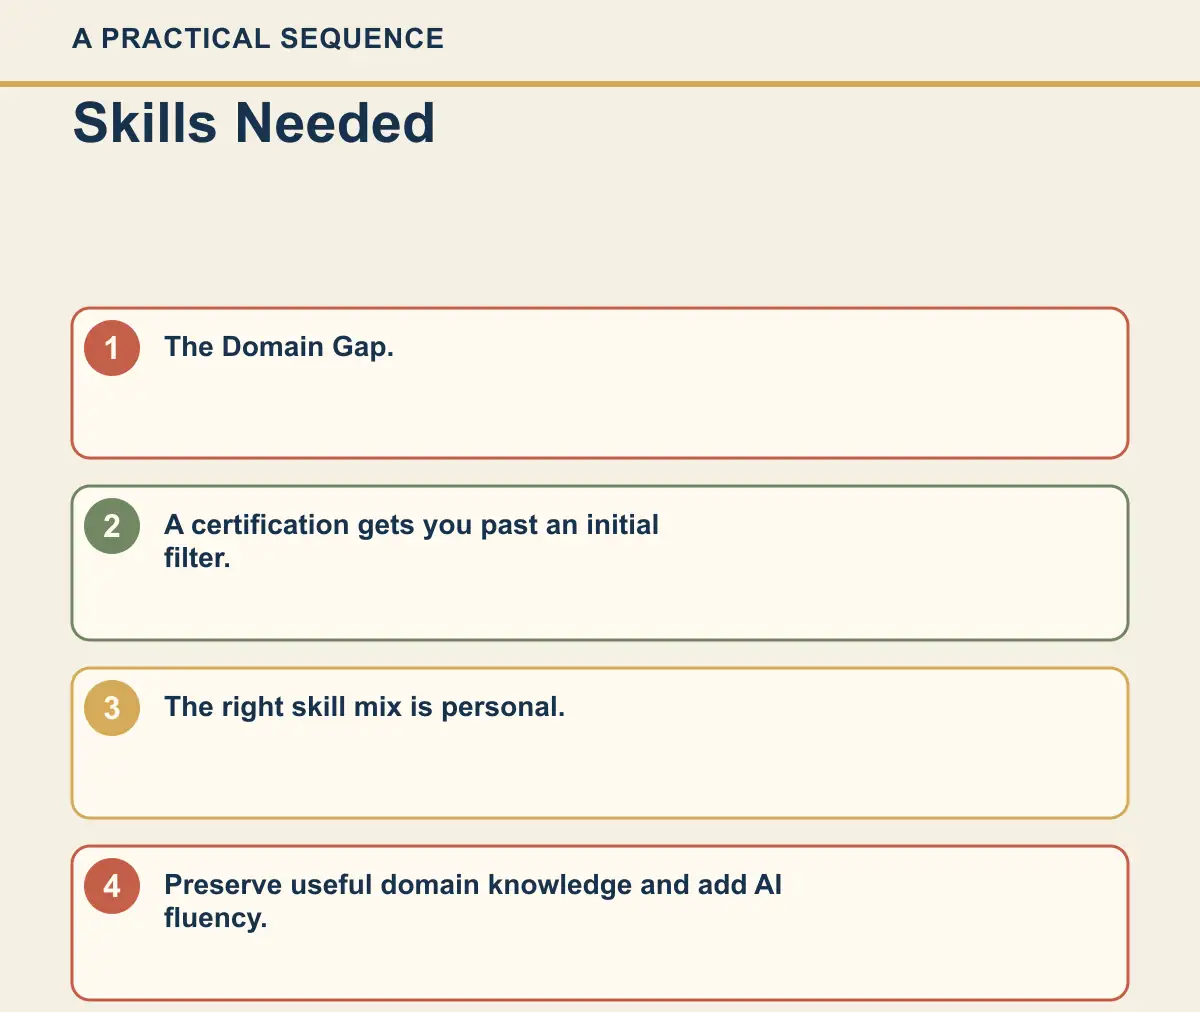 A PRACTICAL SEQUENCE
Skills Needed
1
The Domain Gap.
2
A certification gets you past an initial
filter.
3
The right skill mix is personal.
4
Preserve useful domain knowledge and add AI
fluency.